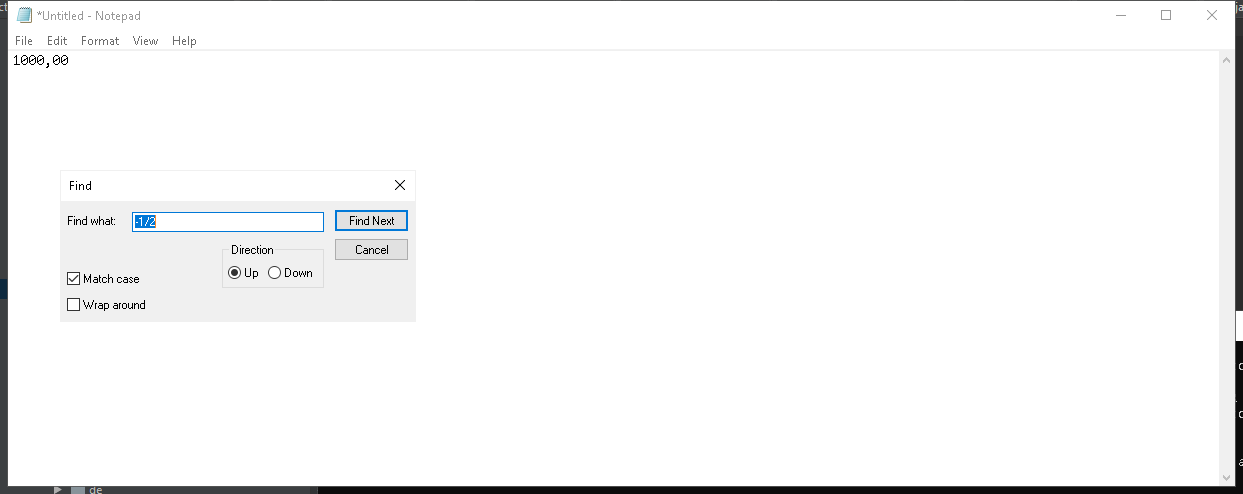 *Untitled - Notepad
File Edit Format View Help
1000,00
Find
Find what: -1/2 Find Next
Direction Cancel
Up Down
Match case
Wrap around
de